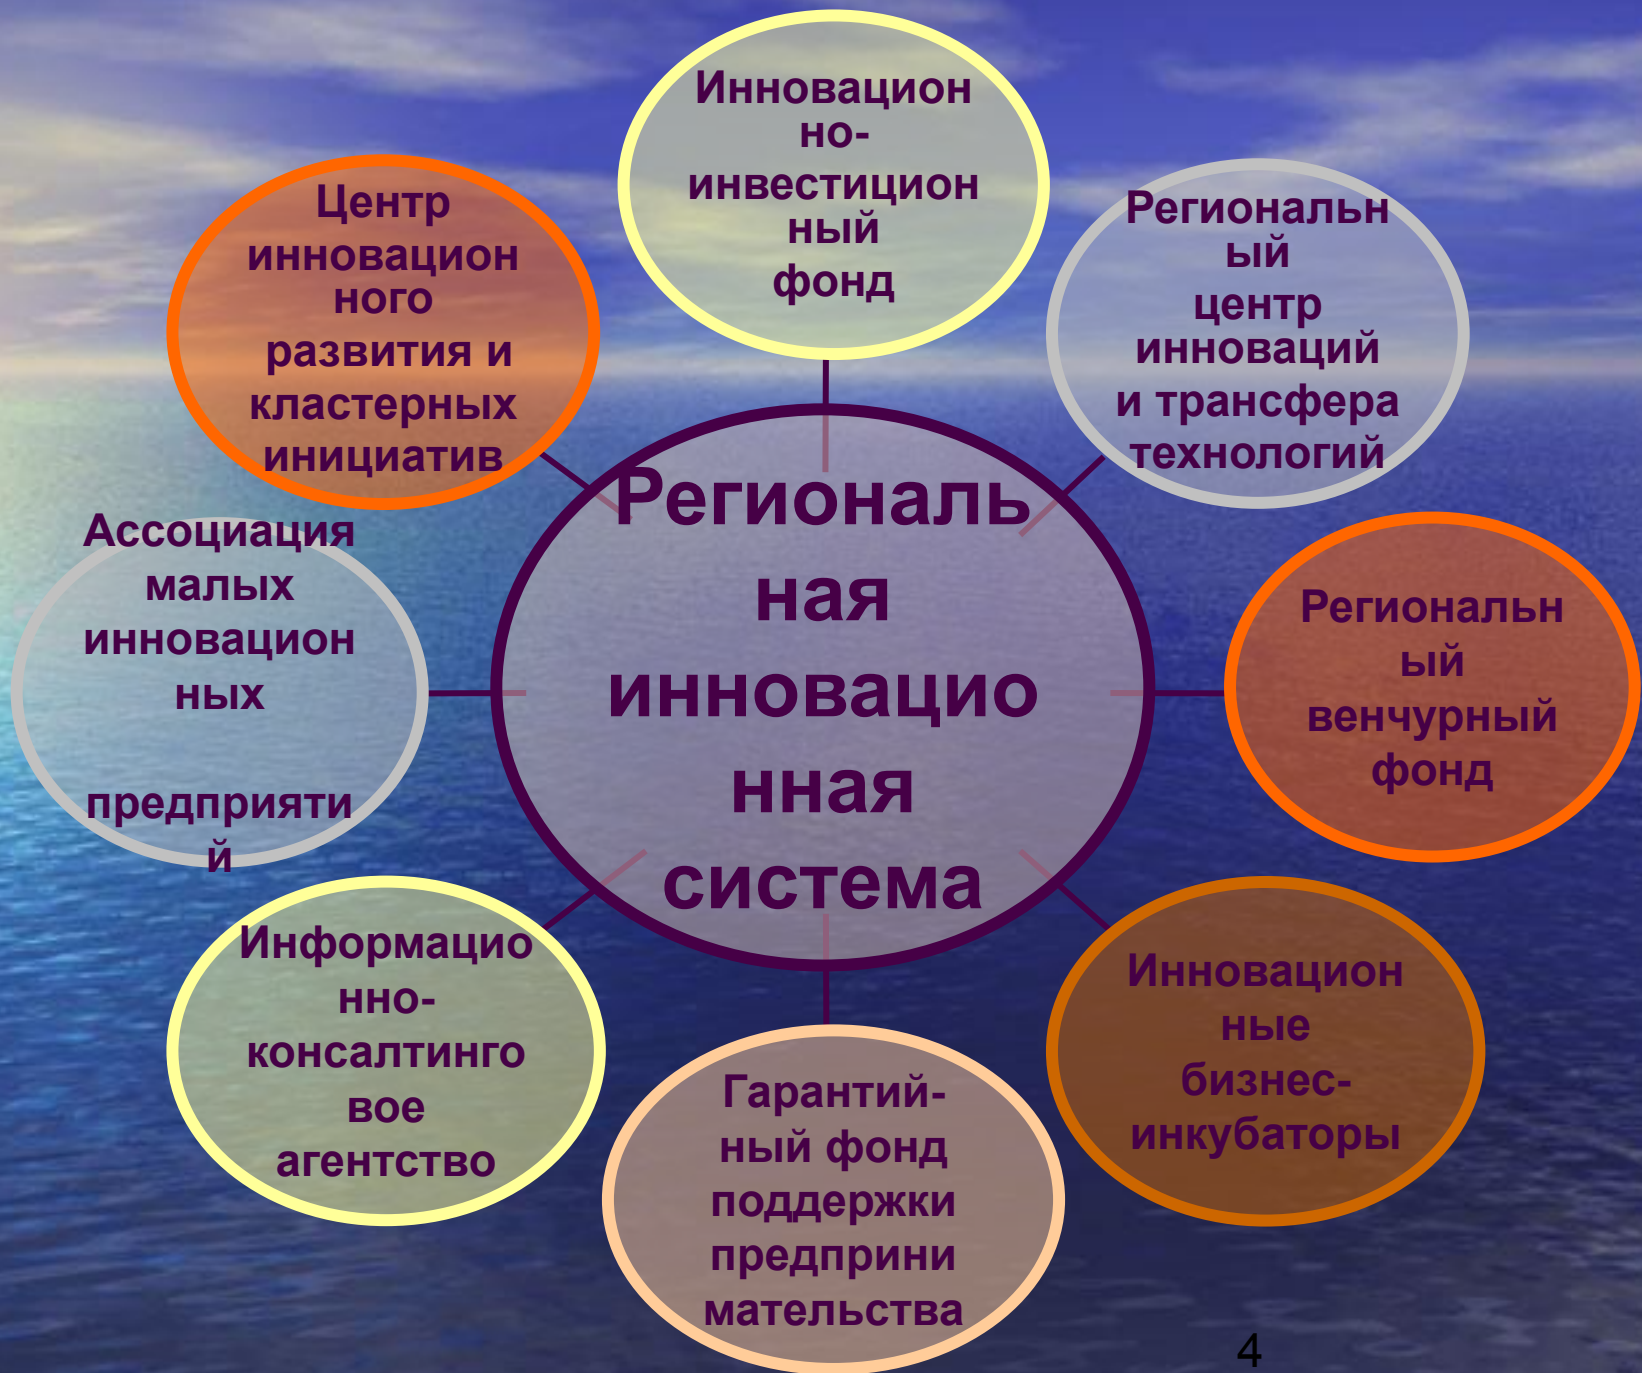 Инновацион
но-
инвестицион
ный
фонд
Региональн
ый
центр
инноваций
и трансфера
технологий
Региональн
ый
венчурный
фонд
Инновацион
ные
бизнес-
инкубаторы
Гарантий-
ный фонд
поддержки
предприни
мательства
Информацио
нно-
консалтинго
вое
агентство
Ассоциация
малых
инновацион
ных
предприяти
й
Центр
инновацион
ного
развития и
кластерных
инициатив
Региональ
ная
инновацио
нная
система
4